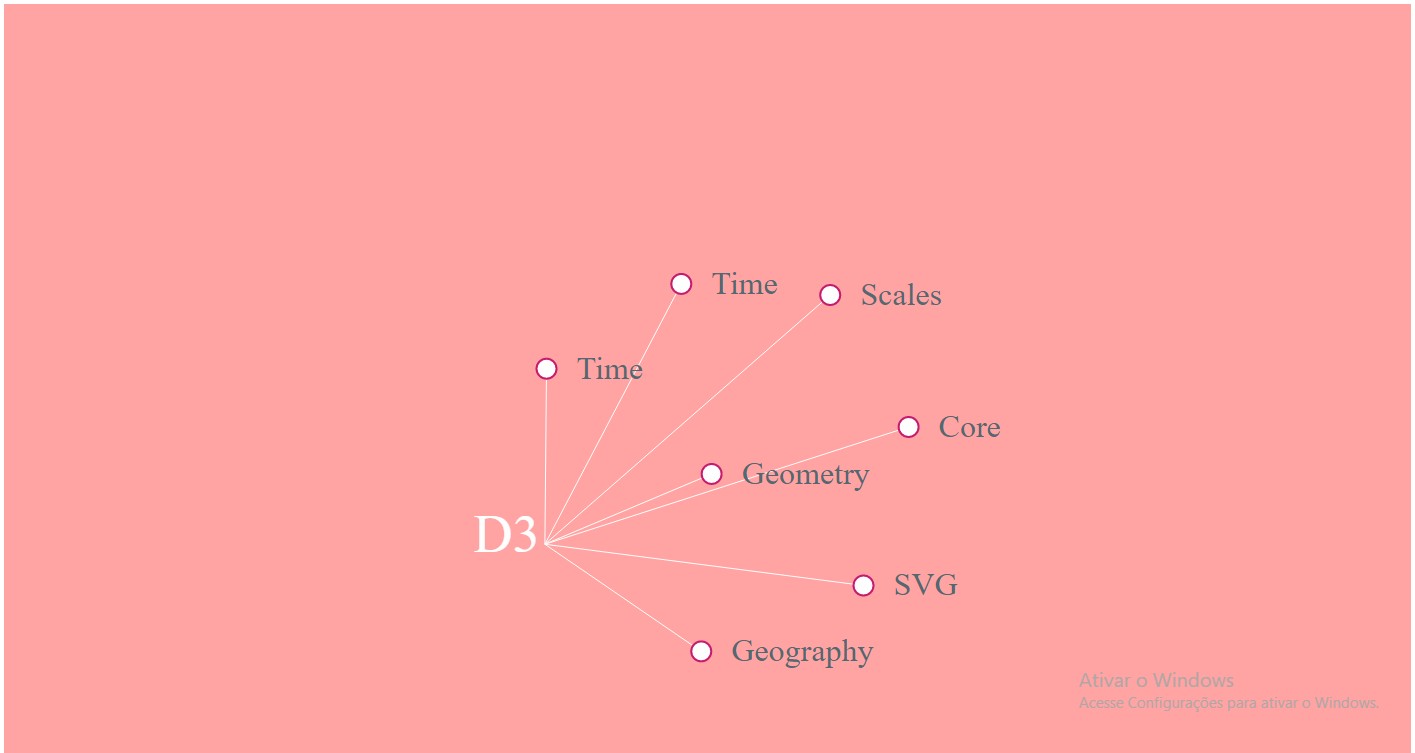 Time
Scales
Time
Core
Geometry
D3
SVG
Geography
Ativar o Windows
Acesse Configurações para ativar o Windows.